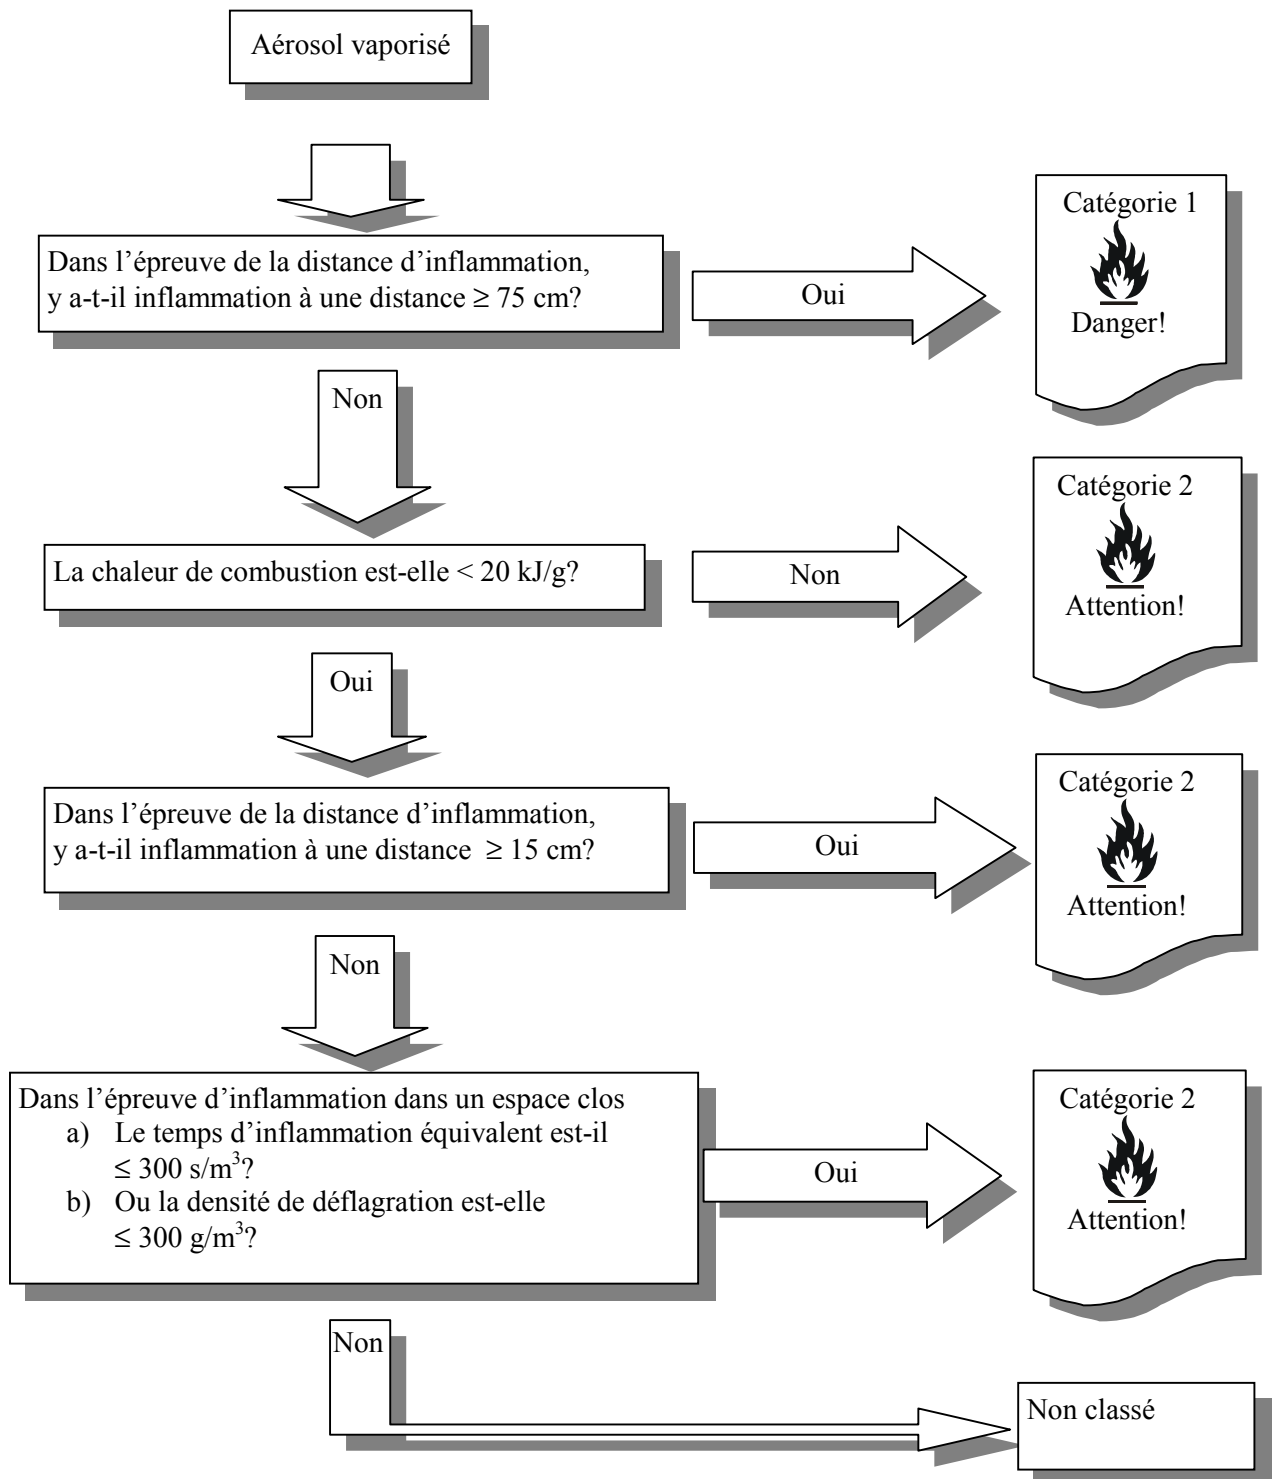 Aérosol vaporisé
Dans l’épreuve de la distance d’inflammation,
y a-t-il inflammation à une distance ≥ 75 cm?
Oui
Catégorie 1
Danger!
Non
La chaleur de combustion est-elle < 20 kJ/g?
Non
Catégorie 2
Attention!
Oui
Dans l’épreuve de la distance d’inflammation,
y a-t-il inflammation à une distance ≥ 15 cm?
Oui
Catégorie 2
Attention!
Non
Dans l’épreuve d’inflammation dans un espace clos
a) Le temps d’inflammation équivalent est-il
≤ 300 s/m³?
b) Ou la densité de déflagration est-elle
≤ 300 g/m³?
Oui
Catégorie 2
Attention!
Non
Non classé